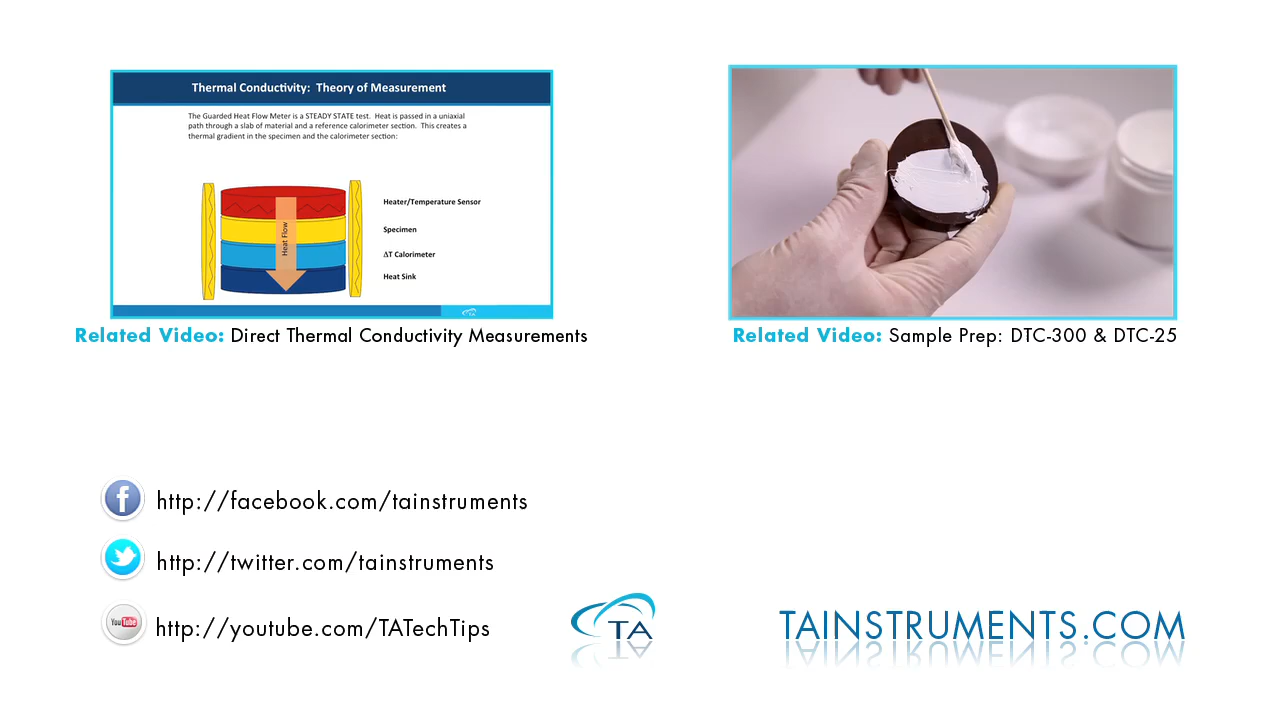 Thermal Conductivity: Theory of Measurement
The Guarded Heat Flow Meter is a STEADY STATE test. Heat is passed in a uniaxial
path through a slab of material and a reference calorimeter section. This creates a
thermal gradient in the specimen and the calorimeter section:
Heat Flow
Heater/Temperature Sensor
Specimen
ΔT Calorimeter
Heat Sink
Related Video: Direct Thermal Conductivity Measurements
Related Video: Sample Prep: DTC-300 & DTC-25
http://facebook.com/tainstruments
http://twitter.com/tainstruments
You Tube
http://youtube.com/TATechTips
TA
TAINSTRUMENTS.COM